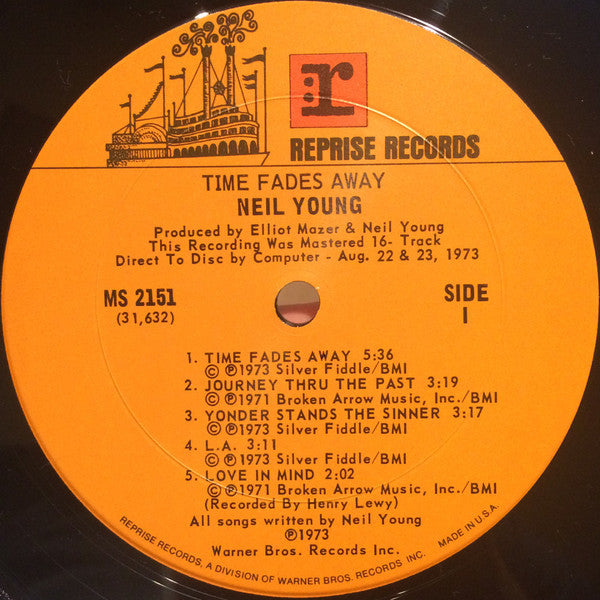 r
REPRISE RECORDS
TIME FADES AWAY
NEIL YOUNG
Produced by Elliot Mazer & Neil Young
This Recording Was Mastered 16- Track
Direct To Disc by Computer - Aug. 22 & 23, 1973
MS 2151
(31,632)
SIDE
I
1. TIME FADES AWAY 5:36
©℗1973 Silver Fiddle/BMI
2. JOURNEY THRU THE PAST 3:19
©℗1971 Broken Arrow Music, Inc./BMI
3. YONDER STANDS THE SINNER 3:17
©℗1973 Silver Fiddle/BMI
4. L.A. 3:11
©℗1973 Silver Fiddle/BMI
5. LOVE IN MIND 2:02
©℗1971 Broken Arrow Music, Inc./BMI
(Recorded By Henry Lewy)
All songs written by Neil Young
℗1973
Warner Bros. Records Inc.
REPRISE RECORDS, A DIVISION OF WARNER BROS. RECORDS INC. MADE IN U.S.A.